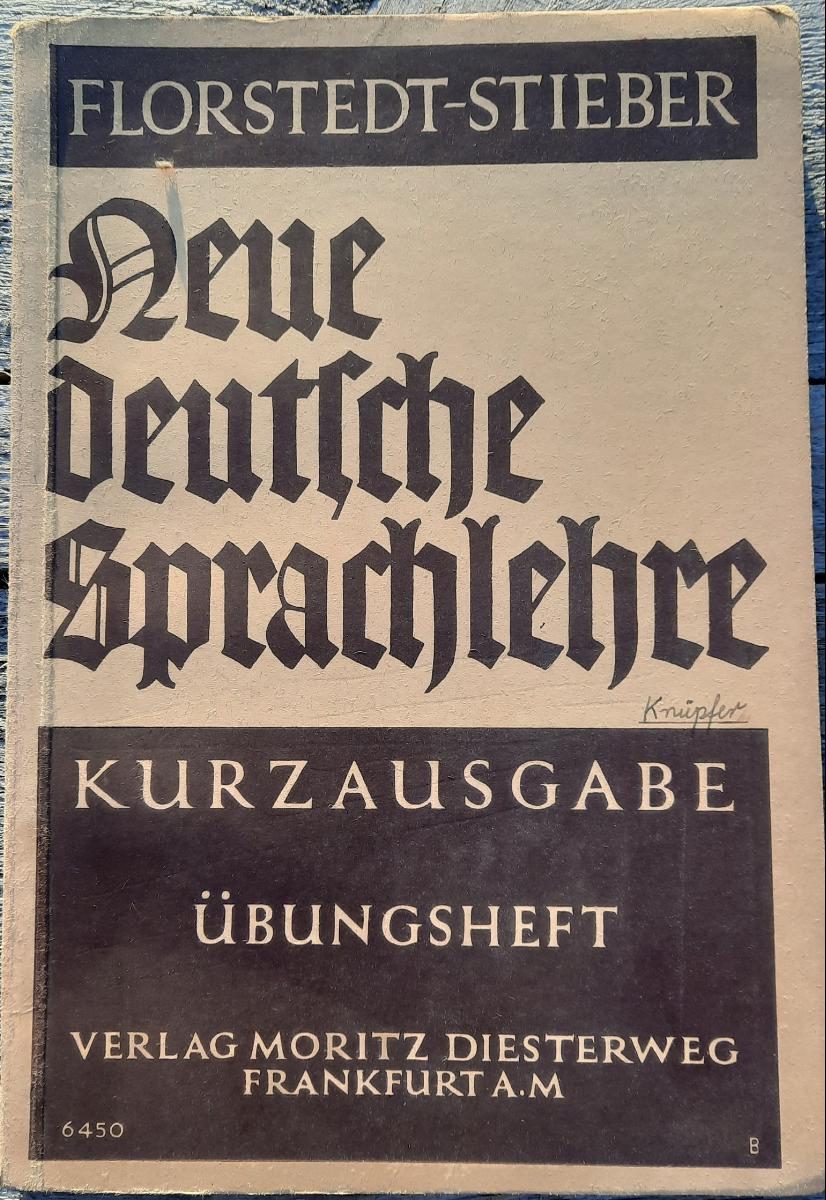 FLORSTEDT-STIEBER
Neue
deutſche
Sprachlehre
Knüpfer
KURZAUSGABE
ÜBUNGSHEFT
VERLAG MORITZ DIESTERWEG
FRANKFURT A.M
6450
B